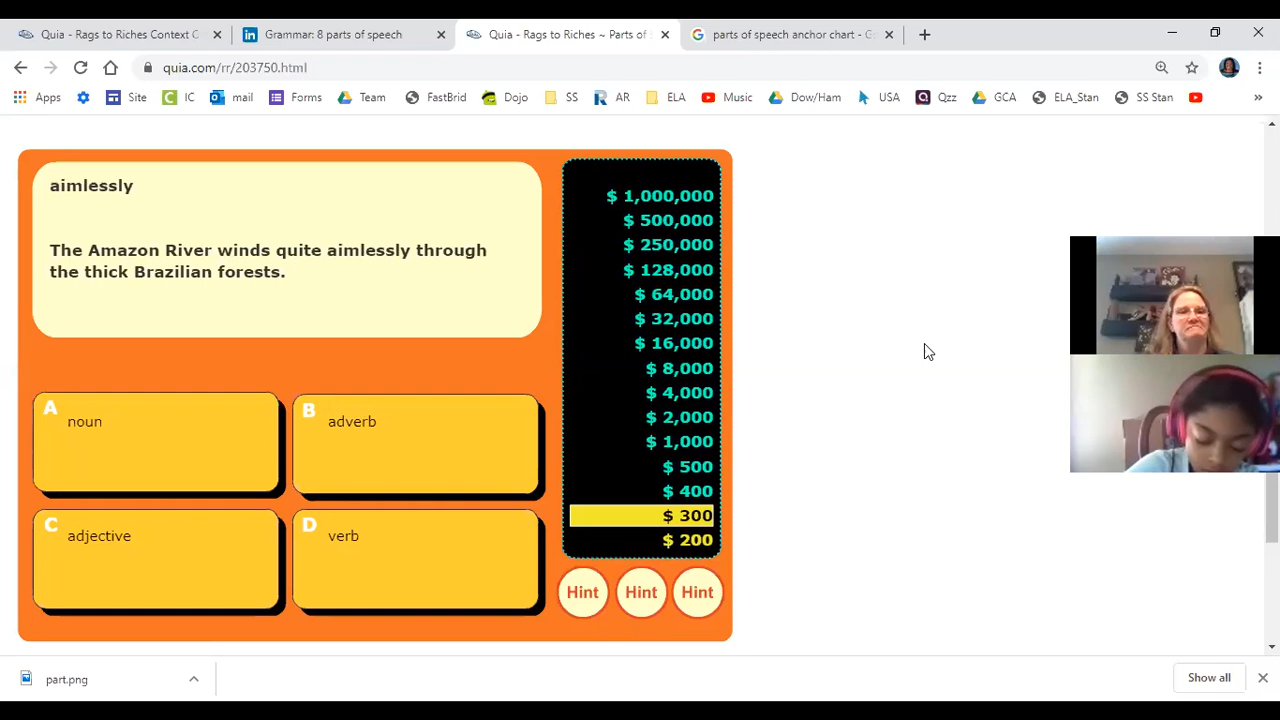 Quia - Rags to Riches Context C
Grammar: 8 parts of speech
Quia - Rags to Riches ~ Parts of
parts of speech anchor chart - G
quia.com/rr/203750.html
Apps
Site
IC
mail
Forms
Team
FastBrid
Dojo
SS
AR
ELA
Music
Dow/Ham
USA
Qzz
GCA
ELA_Stan
SS Stan
aimlessly
The Amazon River winds quite aimlessly through
the thick Brazilian forests.
A
noun
B
adverb
C
adjective
D
verb
$ 1,000,000
$ 500,000
$ 250,000
$ 128,000
$ 64,000
$ 32,000
$ 16,000
$ 8,000
$ 4,000
$ 2,000
$ 1,000
$ 500
$ 400
$ 300
$ 200
Hint
Hint
Hint
part.png
Show all